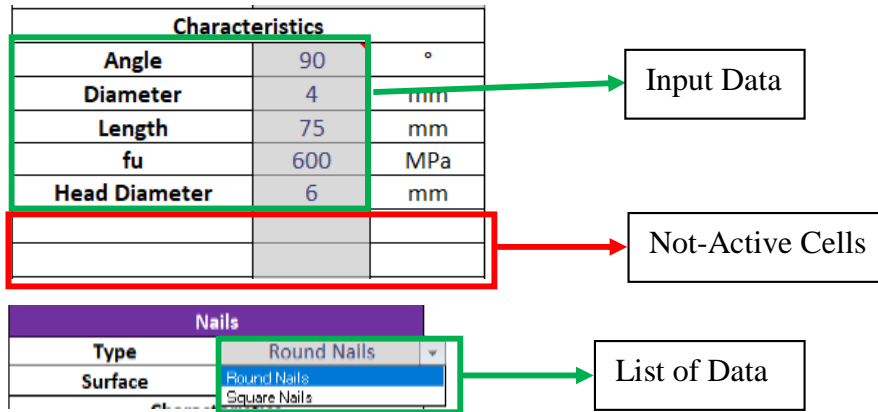 Characteristics
Angle 90 °
Diameter 4 mm
Length 75 mm
fu 600 MPa
Head Diameter 6 mm
Input Data
Not-Active Cells
Nails
Type Round Nails
Surface Round Nails
Square Nails
Characteristics
List of Data